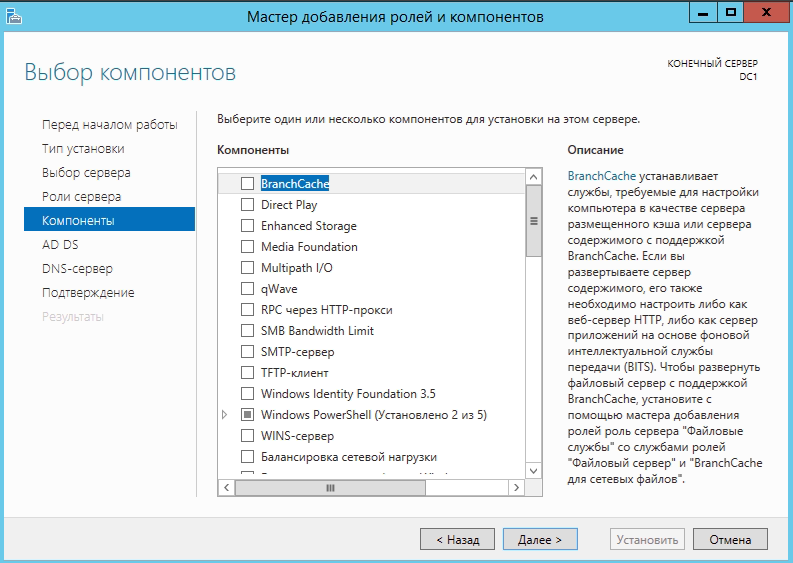 Мастер добавления ролей и компонентов
Выбор компонентов
КОНЕЧНЫЙ СЕРВЕР
DC1
Перед началом работы
Тип установки
Выбор сервера
Роли сервера
Компоненты
AD DS
DNS-сервер
Подтверждение
Результаты
Выберите один или несколько компонентов для установки на этом сервере.
Компоненты
BranchCache
Direct Play
Enhanced Storage
Media Foundation
Multipath I/O
qWave
RPC через HTTP-прокси
SMB Bandwidth Limit
SMTP-сервер
TFTP-клиент
Windows Identity Foundation 3.5
Windows PowerShell (Установлено 2 из 5)
WINS-сервер
Балансировка сетевой нагрузки
Описание
BranchCache устанавливает
службы, требуемые для настройки
компьютера в качестве сервера
размещенного кэша или сервера
содержимого с поддержкой
BranchCache. Если вы
развертываете сервер
содержимого, его также
необходимо настроить либо как
веб-сервер HTTP, либо как сервер
приложений на основе фоновой
интеллектуальной службы
передачи (BITS). Чтобы развернуть
файловый сервер с поддержкой
BranchCache, установите с
помощью мастера добавления
ролей роль сервера "Файловые
службы" со службами ролей
"Файловый сервер" и "BranchCache
для сетевых файлов".
< Назад
Далее >
Установить
Отмена